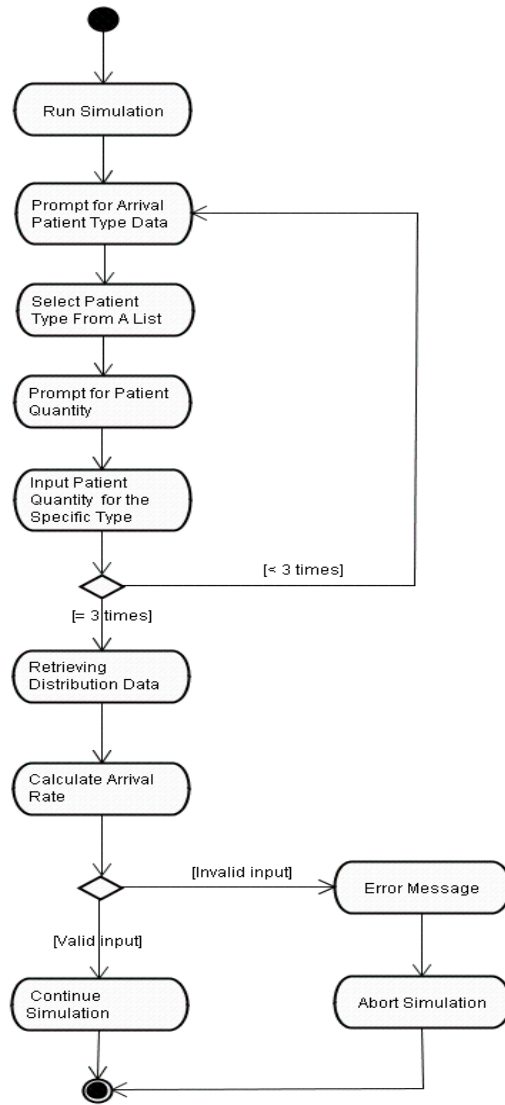 Run Simulation
Prompt for Arrival
Patient Type Data
Select Patient
Type From A List
Prompt for Patient
Quantity
Input Patient
Quantity for the
Specific Type
[< 3 times]
[= 3 times]
Retrieving
Distribution Data
Calculate Arrival
Rate
[Invalid input]
Error Message
[Valid input]
Continue
Simulation
Abort Simulation